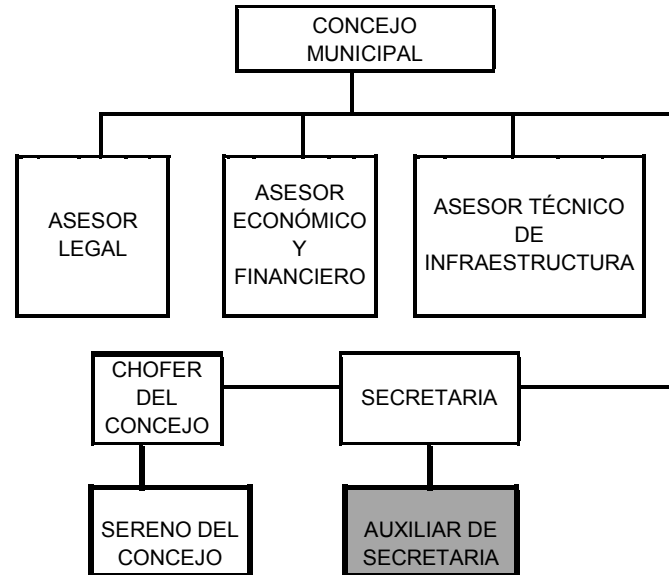 CONCEJO
MUNICIPAL
ASESOR
LEGAL
ASESOR
ECONÓMICO
Y
FINANCIERO
ASESOR TÉCNICO
DE
INFRAESTRUCTURA
CHOFER
DEL
CONCEJO
SECRETARIA
SERENO DEL
CONCEJO
AUXILIAR DE
SECRETARIA